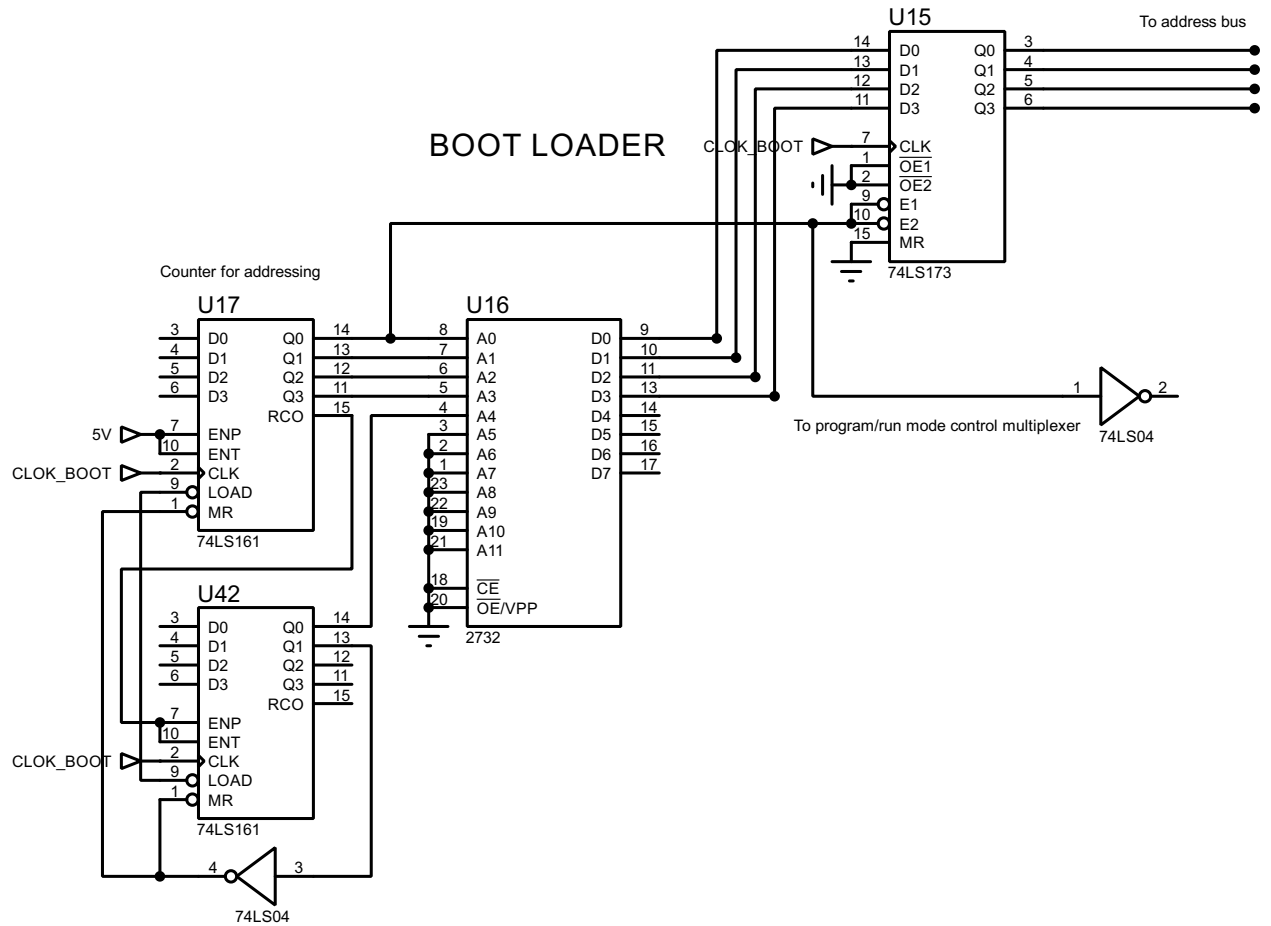 U15
To address bus
14 D0 Q0 3
13 D1 Q1 4
12 D2 Q2 5
11 D3 Q3 6
BOOT LOADER
CLOK_BOOT 7 CLK
1 OE1
2 OE2
9 E1
10 E2
15 MR
74LS173
Counter for addressing
U17
3 D0 Q0 14
4 D1 Q1 13
5 D2 Q2 12
6 D3 Q3 11
RCO 15
5V 7 ENP
10 ENT
CLOK_BOOT 2 CLK
9 LOAD
1 MR
74LS161
U16
8 A0 D0 9
7 A1 D1 10
6 A2 D2 11
5 A3 D3 13
4 A4 D4 14
3 A5 D5 15
2 A6 D6 16
1 A7 D7 17
23 A8
22 A9
19 A10
21 A11
18 CE
20 OE/VPP
2732
1 2
To program/run mode control multiplexer
74LS04
U42
3 D0 Q0 14
4 D1 Q1 13
5 D2 Q2 12
6 D3 Q3 11
RCO 15
7 ENP
10 ENT
CLOK_BOOT 2 CLK
9 LOAD
1 MR
74LS161
4 3
74LS04